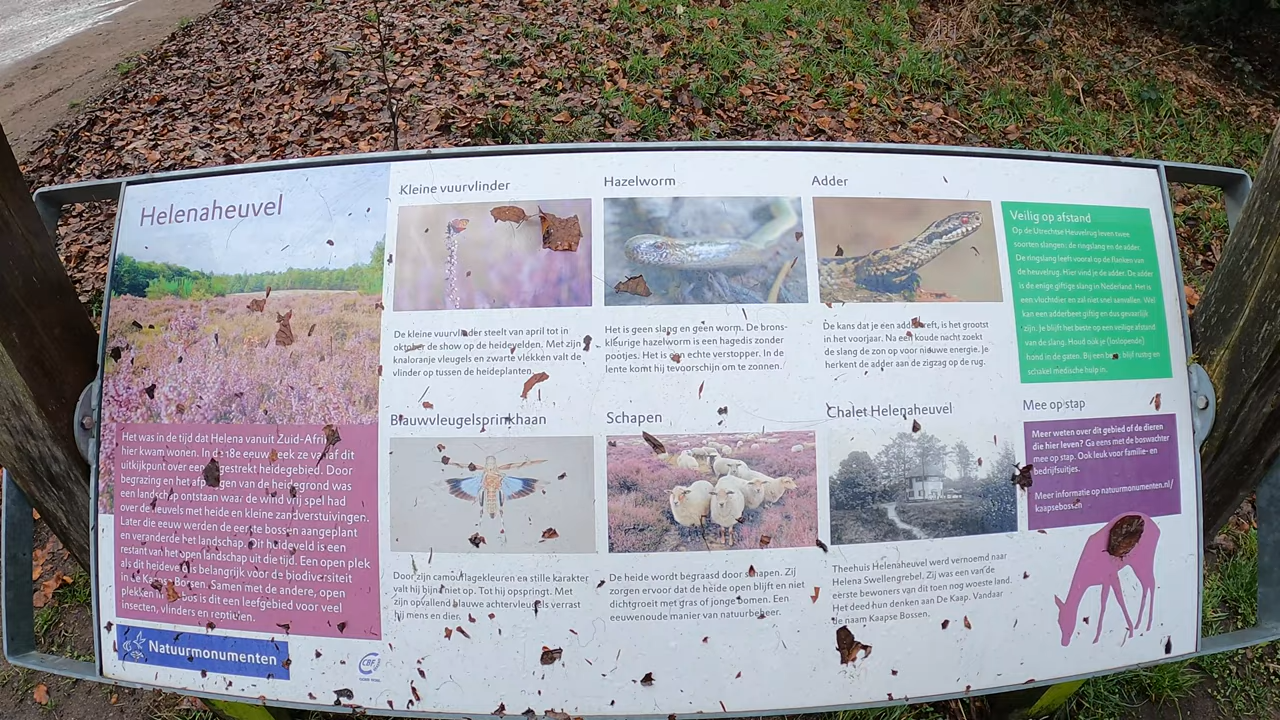 Helenaheuvel
Het was in de tijd dat Helena vanuit Zuid-Afri
hier kwam wonen. In de 18e eeuw keek ze vanaf dit
uitkijkpunt over een uitgestrekt heidegebied. Door
begrazing en het afplaggen van de heidegrond was
een landschap ontstaan waar de wind vrij spel had
over de heuvels met heide en kleine zandverstuivingen.
Later die eeuw werden de eerste bossen aangeplant
en veranderde het landschap. Dit heideveld is een
restant van het open landschap uit die tijd. Een open plek
als dit heideveld is belangrijk voor de biodiversiteit
in De Kaapse Bossen. Samen met de andere, open
plekken in het bos is dit een leefgebied voor veel
insecten, vlinders en reptielen.
Natuurmonumenten
CBF
Kleine vuurvlinder
De kleine vuurvlinder steelt van april tot in
oktober de show op de heidevelden. Met zijn
knaloranje vleugels en zwarte vlekken valt de
vlinder op tussen de heideplanten.
Hazelworm
Het is geen slang en geen worm. De brons-
kleurige hazelworm is een hagedis zonder
pootjes. Het is een echte verstopper. In de
lente komt hij tevoorschijn om te zonnen.
Adder
De kans dat je een adder treft, is het grootst
in het voorjaar. Na een koude nacht zoekt
de slang de zon op voor nieuwe energie. Je
herkent de adder aan de zigzag op de rug.
Veilig op afstand
Op de Utrechtse Heuvelrug leven twee
soorten slangen; de ringslang en de adder.
De ringslang leeft vooral op de flanken van
de heuvelrug. Hier vind je de adder. De adder
is de enige giftige slang in Nederland. Het is
een vluchtdier en zal niet snel aanvallen. Wel
kan een adderbeet giftig en dus gevaarlijk
zijn. Je blijft het beste op een veilige afstand
van de slang. Houd ook je (loslopende)
hond in de gaten. Bij een beet, blijf rustig en
schakel medische hulp in.
Blauwvleugelsprinkhaan
Door zijn camouflagekleuren en stille karakter
valt hij bijna niet op. Tot hij opspringt. Met
zijn opvallend blauwe achtervleugels verrast
hij mens en dier.
Schapen
De heide wordt begraasd door schapen. Zij
zorgen ervoor dat de heide open blijft en niet
dichtgroeit met gras of jonge bomen. Een
eeuwenoude manier van natuurbeheer.
Chalet Helenaheuvel
Theehuis Helenaheuvel werd vernoemd naar
Helena Swellengrebel. Zij was een van de
eerste bewoners van dit toen nog woeste land.
Het deed hun denken aan De Kaap. Vandaar
de naam Kaapse Bossen.
Mee op stap
Meer weten over dit gebied of de dieren
die hier leven? Ga eens met de boswachter
mee op stap. Ook leuk voor familie- en
bedrijfsuitjes.
Meer informatie op natuurmonumenten.nl/
kaapsebossen